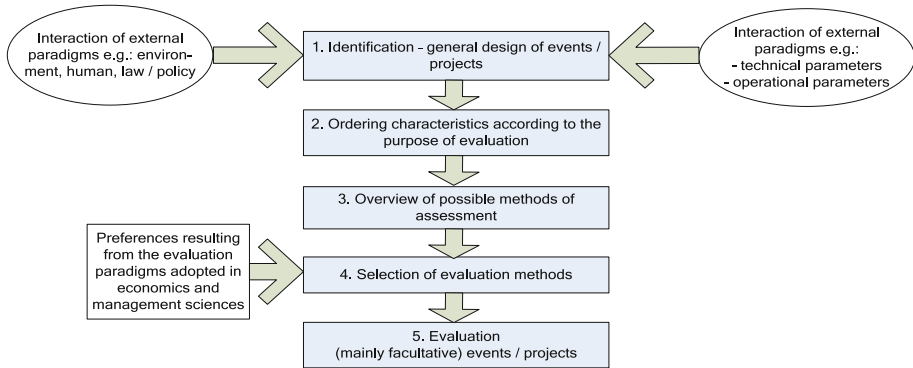 Interaction of external
paradigms e.g.: environ-
ment, human, law / policy
1. Identification - general design of events /
projects
Interaction of external
paradigms e.g.:
- technical parameters
- operational parameters
2. Ordering characteristics according to the
purpose of evaluation
3. Overview of possible methods of
assessment
Preferences resulting
from the evaluation
paradigms adopted in
economics and
management sciences
4. Selection of evaluation methods
5. Evaluation
(mainly facultative) events / projects